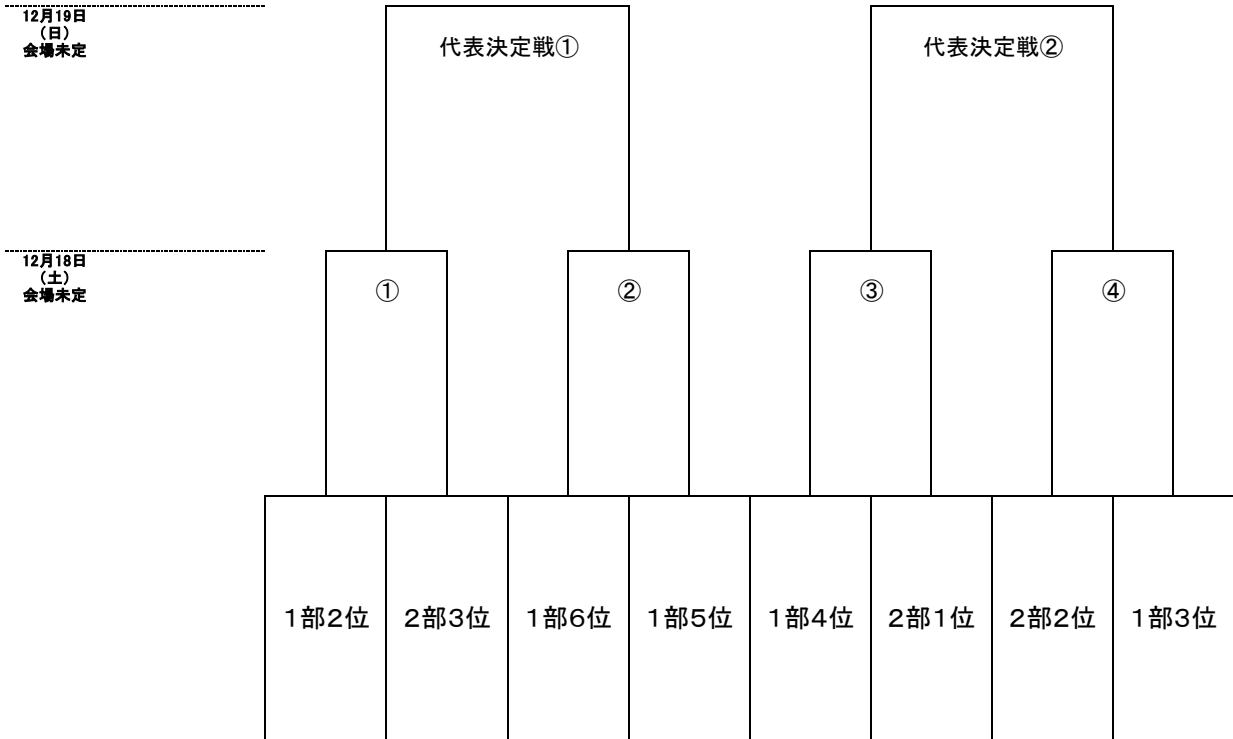 12月19日
（日）
会場未定
代表決定戦①
代表決定戦②
12月18日
（土）
会場未定
①
②
③
④
１部２位
２部３位
１部６位
１部５位
１部４位
２部１位
２部２位
１部３位